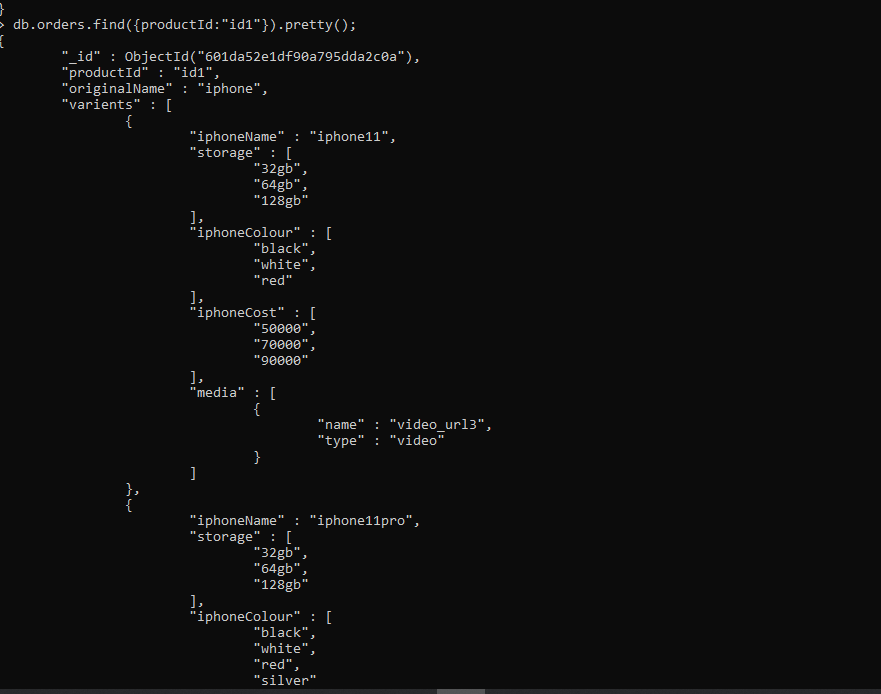 }
> db.orders.find({productId:"id1"}).pretty();
{
"_id" : ObjectId("601da52e1df90a795dda2c0a"),
"productId" : "id1",
"originalName" : "iphone",
"varients" : [
{
"iphoneName" : "iphone11",
"storage" : [
"32gb",
"64gb",
"128gb"
],
"iphoneColour" : [
"black",
"white",
"red"
],
"iphoneCost" : [
"50000",
"70000",
"90000"
],
"media" : [
{
"name" : "video_url3",
"type" : "video"
}
]
},
{
"iphoneName" : "iphone11pro",
"storage" : [
"32gb",
"64gb",
"128gb"
],
"iphoneColour" : [
"black",
"white",
"red",
"silver"